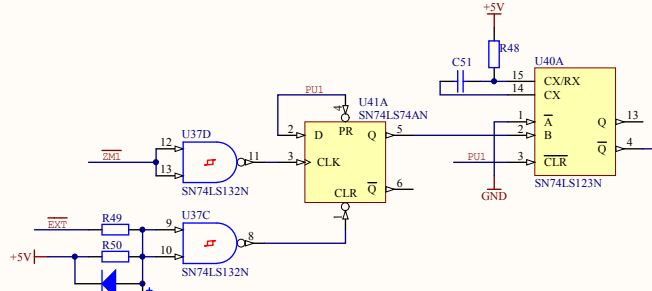 +5V
R48
C51
U40A
15
CX/RX
14
CX
1
A
Q
13
2
B
Q
4
3
CLR
SN74LS123N
PU1
GND
PU1
U41A
SN74LS74AN
4
PR
2
D
Q
5
3
CLK
Q
6
CLR
1
U37D
12
13
11
SN74LS132N
ZM1
U37C
9
10
8
SN74LS132N
EXT
R49
R50
+5V
+